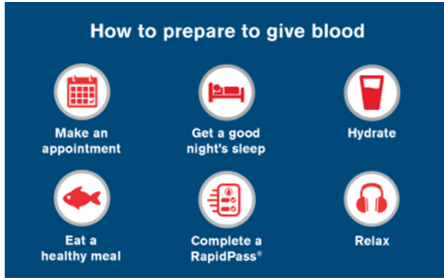 How to prepare to give blood
Make an
appointment
Get a good
night's sleep
Hydrate
Eat a
healthy meal
Complete a
RapidPass®
Relax